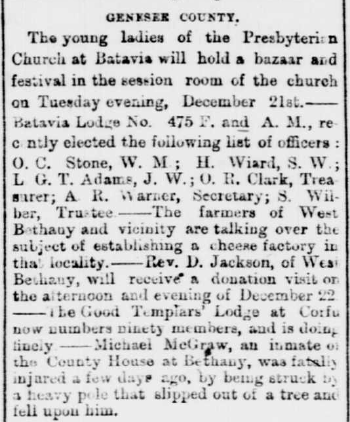 GENESEE COUNTY.
The young ladies of the Presbyterian
Church at Batavia will hold a bazaar and
festival in the session room of the church
on Tuesday evening, December 21st.——
Batavia Lodge No. 475 F. and A. M., re-
cently elected the following list of officers :
O. C. Stone, W. M ; H. Wiard, S. W. ;
L G. T. Adams, J. W. ; O. R. Clark, Trea
surer; A. R. Warner, Secretary; S. Wil-
ber, Trustee——The farmers of West
Bethany and vicinity are talking over the
subject of establishing a cheese factory in
that locality.——Rev. D. Jackson, of West
Bethany, will receive a donation visit on
the afternoon and evening of December 22
——The Good Templars' Lodge at Corfu
now numbers ninety members, and is doing
finely——Michael McGraw, an inmate of
the County House at Bethany, was fatally
injured a few days ago, by being struck by
a heavy pole that slipped out of a tree and
fell upon him.